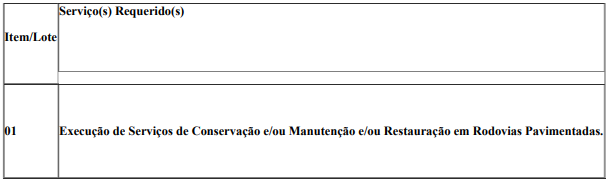 Serviço(s) Requerido(s)
Item/Lote
01
Execução de Serviços de Conservação e/ou Manutenção e/ou Restauração em Rodovias Pavimentadas.